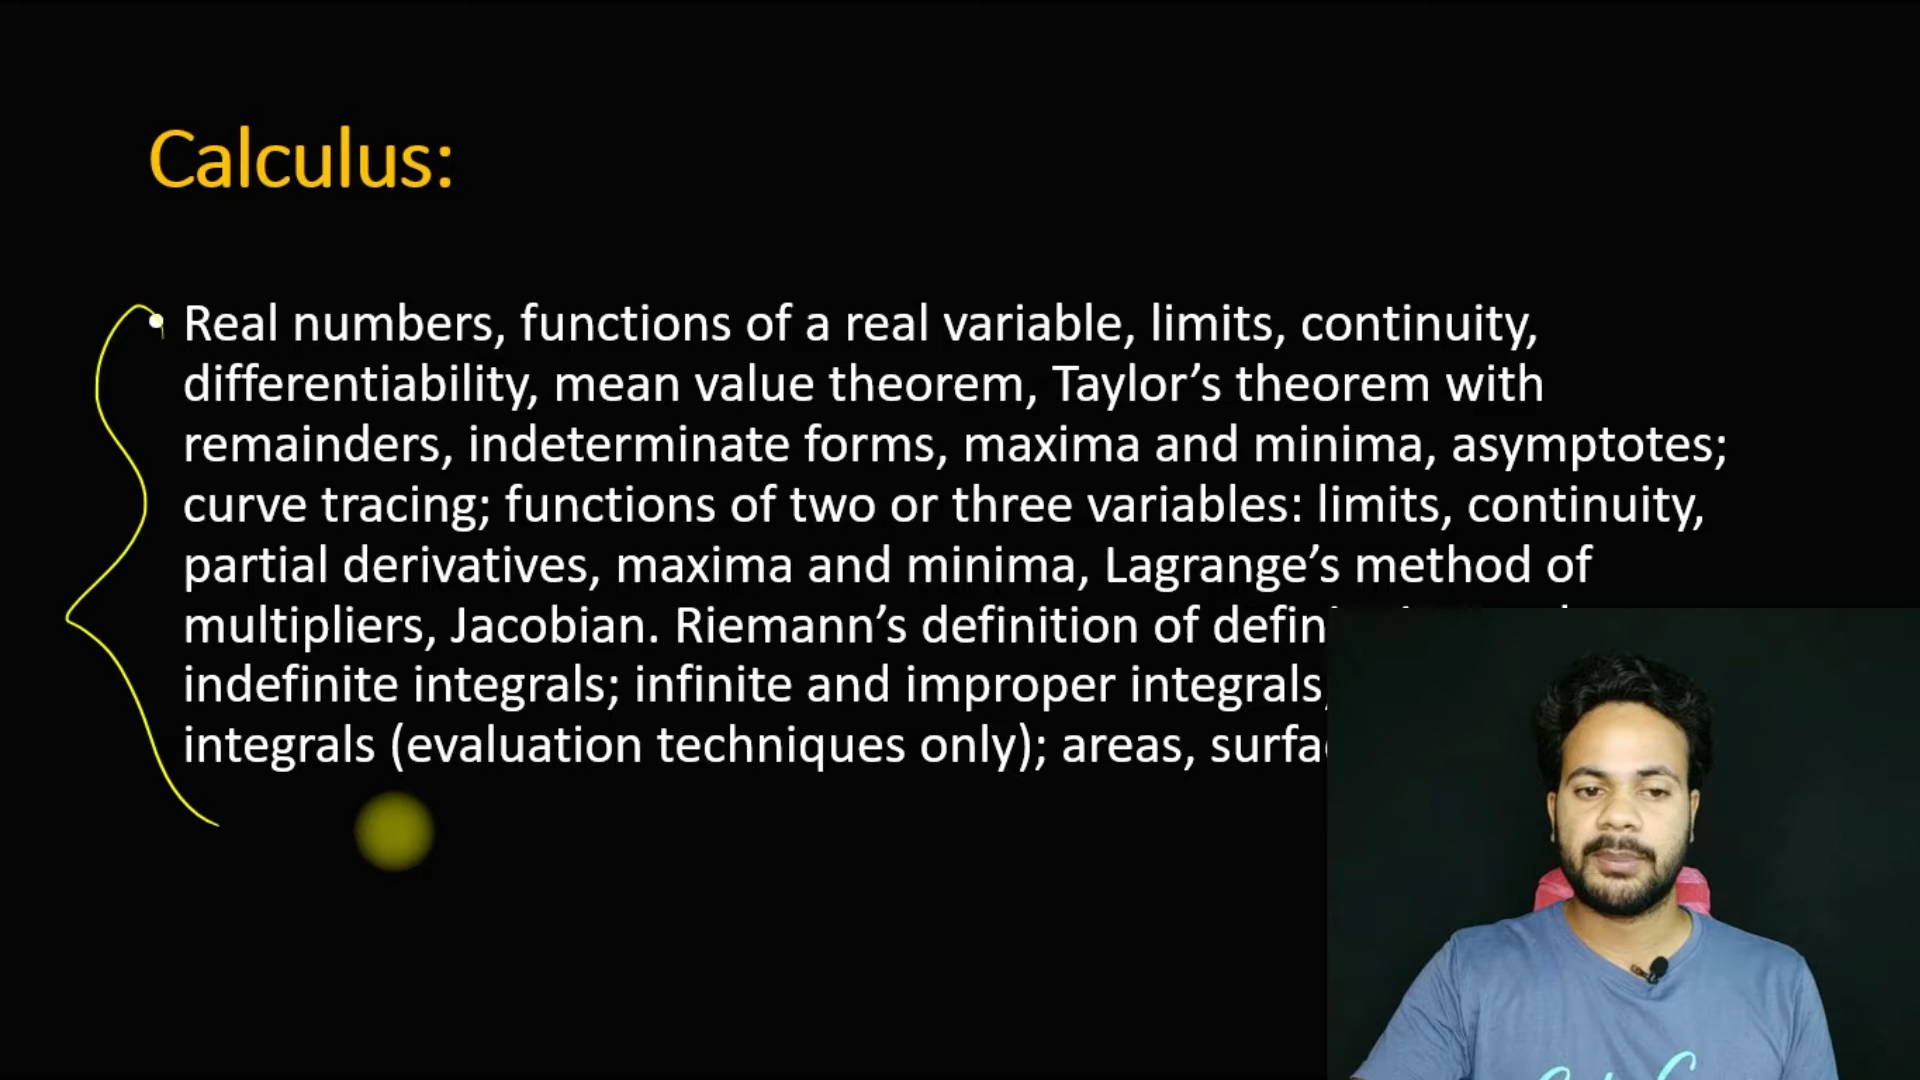 Calculus:
• Real numbers, functions of a real variable, limits, continuity,
differentiability, mean value theorem, Taylor’s theorem with
remainders, indeterminate forms, maxima and minima, asymptotes;
curve tracing; functions of two or three variables: limits, continuity,
partial derivatives, maxima and minima, Lagrange’s method of
multipliers, Jacobian. Riemann’s definition of
indefinite integrals; infinite and improper integrals
integrals (evaluation techniques only); areas,